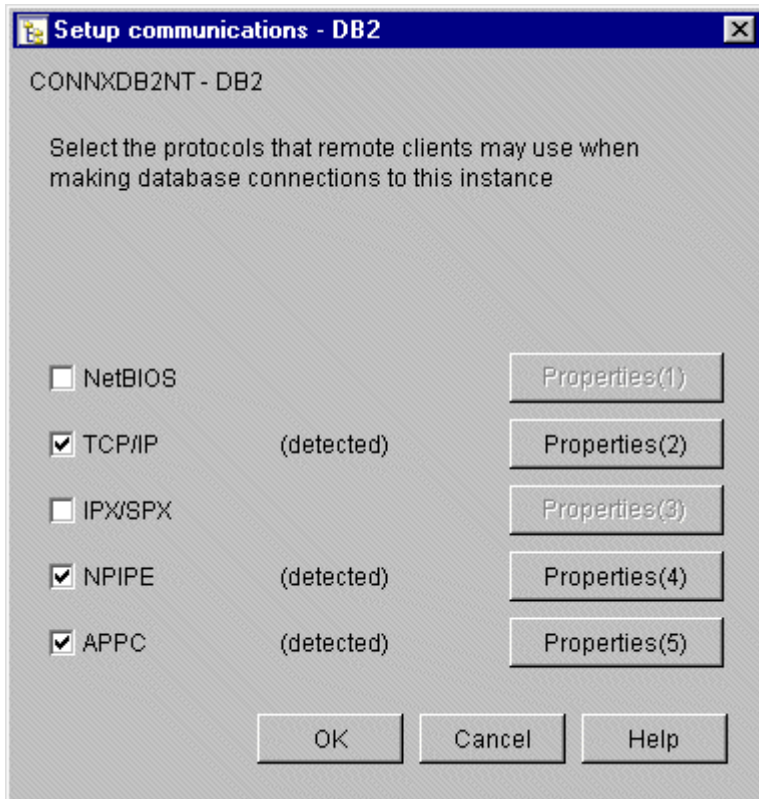 Setup communications - DB2
CONNXDB2NT - DB2
Select the protocols that remote clients may use when
making database connections to this instance
NetBIOS Properties(1)
TCP/IP (detected) Properties(2)
IPX/SPX Properties(3)
NPIPE (detected) Properties(4)
APPC (detected) Properties(5)
OK Cancel Help